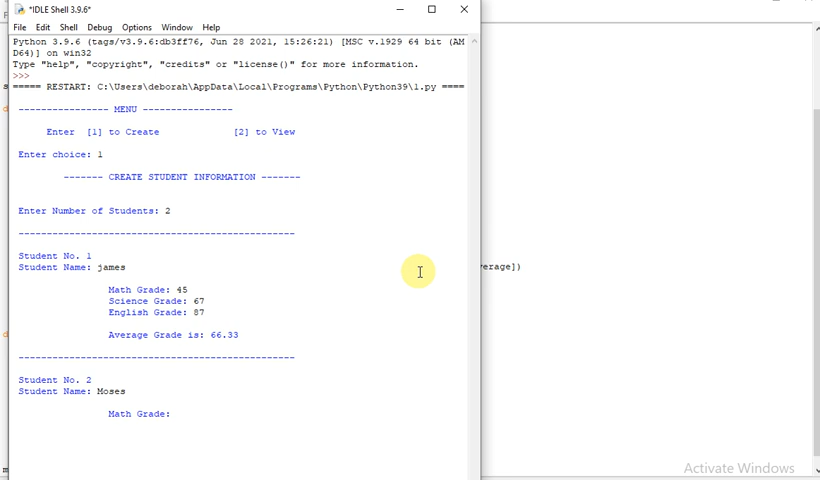 *IDLE Shell 3.9.6*
File Edit Shell Debug Options Window Help
Python 3.9.6 (tags/v3.9.6:db3ff76, Jun 28 2021, 15:26:21) [MSC v.1929 64 bit (AM
D64)] on win32
Type "help", "copyright", "credits" or "license()" for more information.
>>>
===== RESTART: C:\Users\deborah\AppData\Local\Programs\Python\Python39\1.py ====
---------------- MENU ----------------
Enter [1] to Create [2] to View
Enter choice: 1
------- CREATE STUDENT INFORMATION -------
Enter Number of Students: 2
-------------------------------------------------
Student No. 1
Student Name: james
erage])
Math Grade: 45
Science Grade: 67
English Grade: 87
Average Grade is: 66.33
-------------------------------------------------
Student No. 2
Student Name: Moses
Math Grade:
Activate Windows